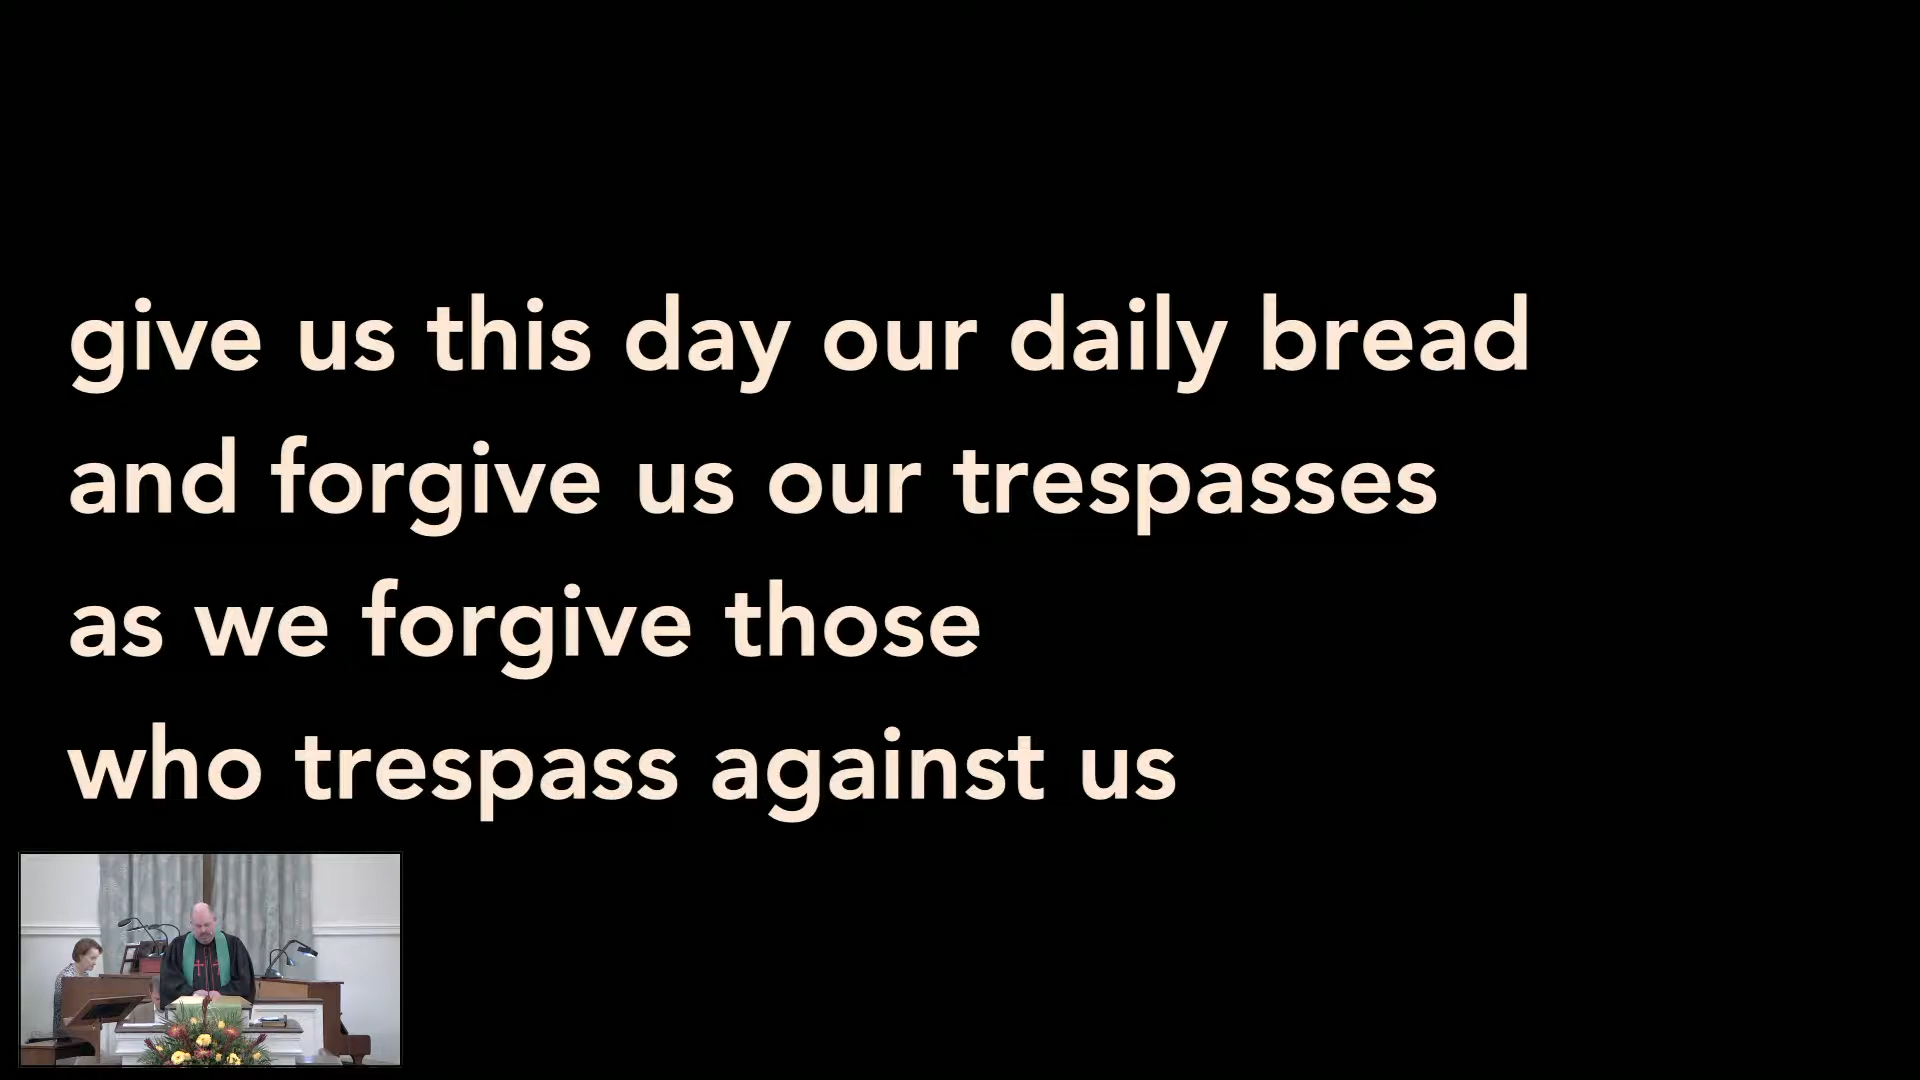 give us this day our daily bread
and forgive us our trespasses
as we forgive those
who trespass against us